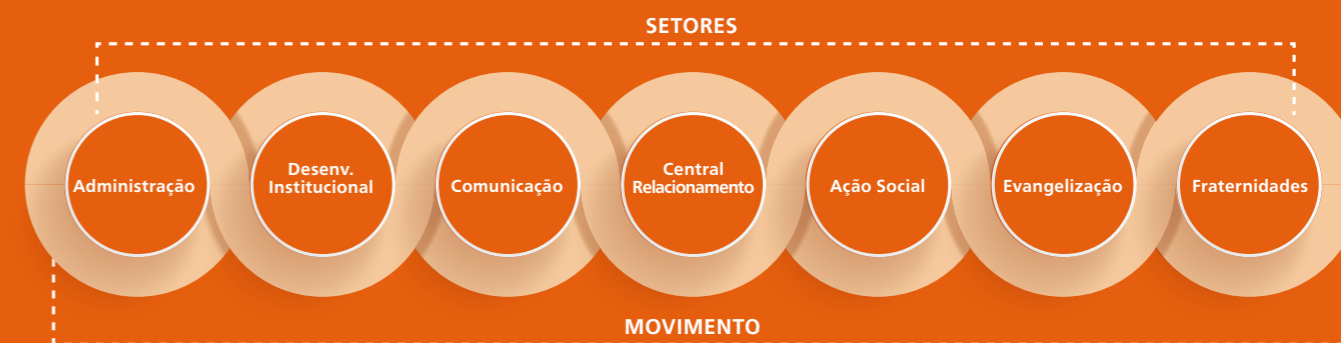 SETORES
Administração
Desenv.
Institucional
Comunicação
Central
Relacionamento
Ação Social
Evangelização
Fraternidades
MOVIMENTO